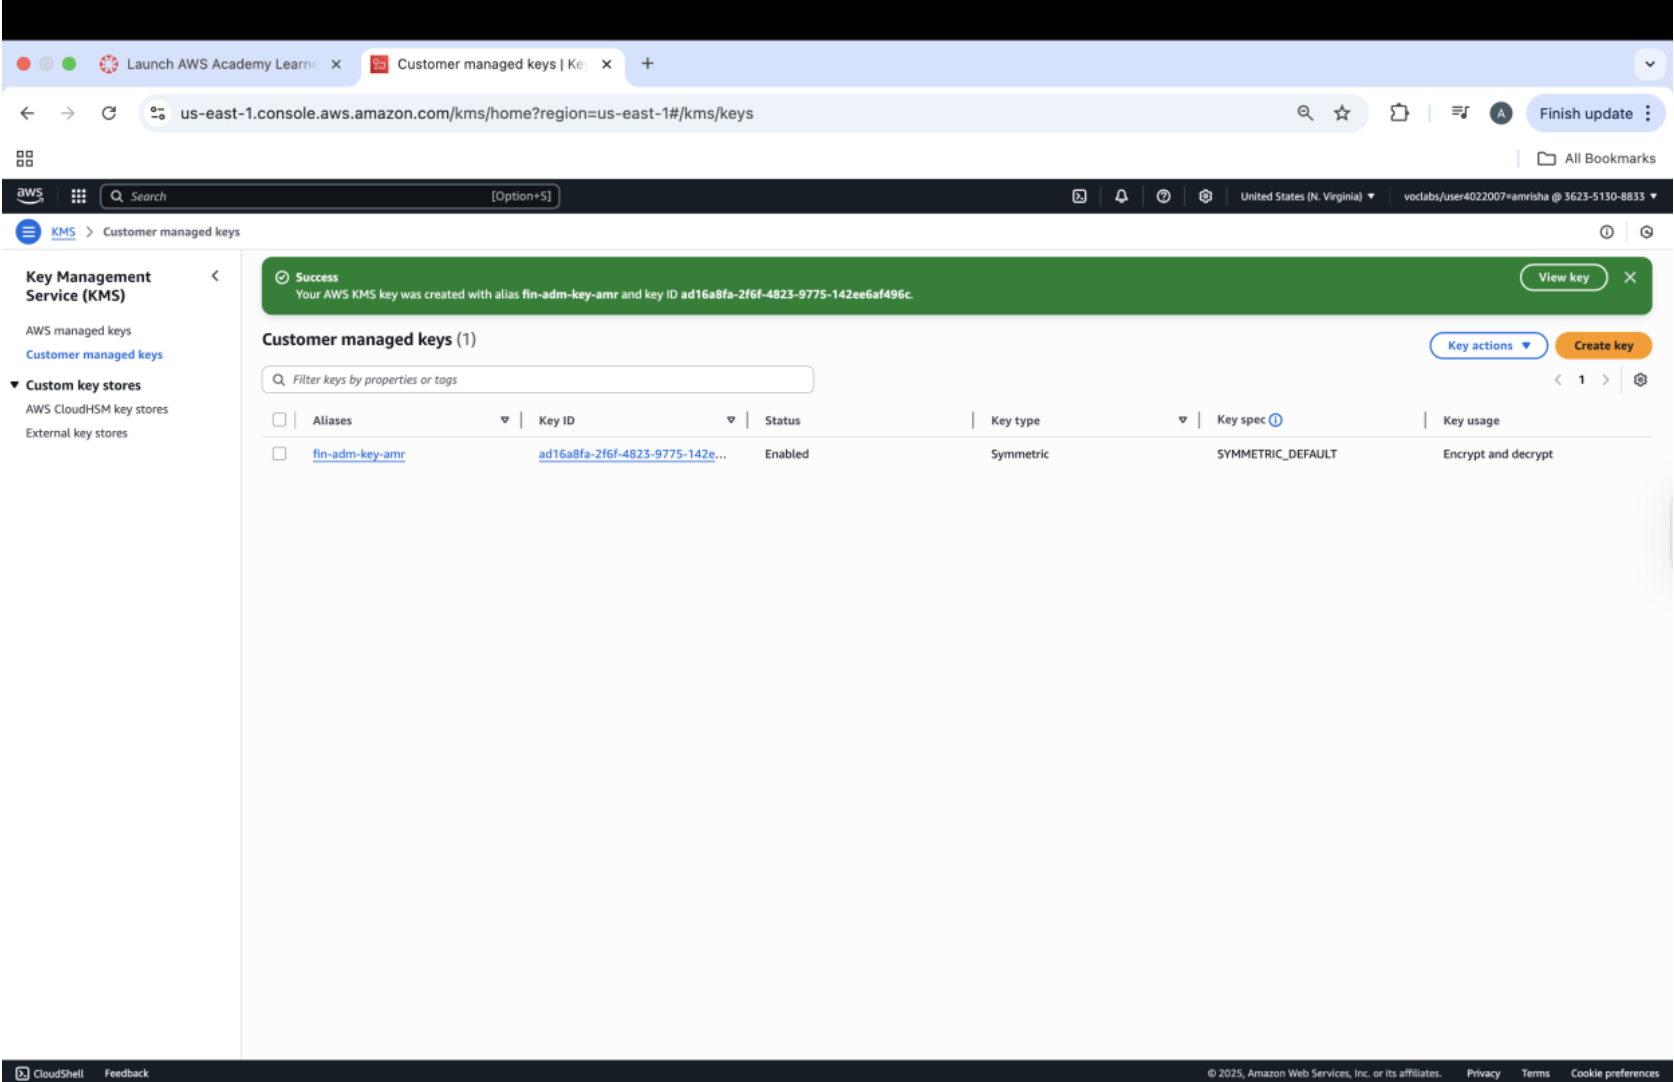 Launch AWS Academy Learn
Customer managed keys | Ke
us-east-1.console.aws.amazon.com/kms/home?region=us-east-1#/kms/keys
A
Finish update
All Bookmarks
aws
Search
[Option+S]
United States (N. Virginia)
voclabs/user4022007=amrisha @ 3623-5130-8833
KMS > Customer managed keys
Key Management
Service (KMS)
AWS managed keys
Customer managed keys
Custom key stores
AWS CloudHSM key stores
External key stores
Success
Your AWS KMS key was created with alias fin-adm-key-amr and key ID ad16a8fa-2f6f-4823-9775-142ee6af496c.
View key
Customer managed keys (1)
Key actions
Create key
Filter keys by properties or tags
1
Aliases Key ID Status Key type Key spec Key usage
fin-adm-key-amr ad16a8fa-2f6f-4823-9775-142e... Enabled Symmetric SYMMETRIC_DEFAULT Encrypt and decrypt
CloudShell Feedback © 2025, Amazon Web Services, Inc. or its affiliates. Privacy Terms Cookie preferences